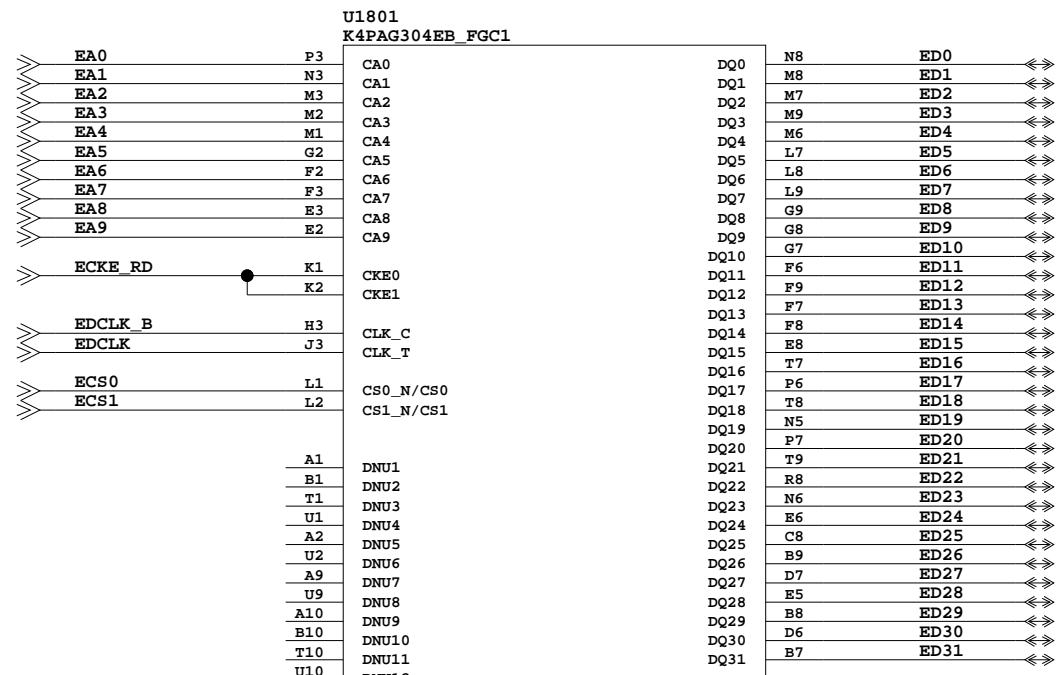 U1801
K4PAG304EB_FGC1
EA0 P3 CA0 DQ0 N8 ED0
EA1 N3 CA1 DQ1 M8 ED1
EA2 M3 CA2 DQ2 M7 ED2
EA3 M2 CA3 DQ3 M9 ED3
EA4 M1 CA4 DQ4 M6 ED4
EA5 G2 CA5 DQ5 L7 ED5
EA6 F2 CA6 DQ6 L8 ED6
EA7 F3 CA7 DQ7 L9 ED7
EA8 E3 CA8 DQ8 G9 ED8
EA9 E2 CA9 DQ9 G8 ED9
DQ10 G7 ED10
ECKE_RD K1 CKE0 DQ11 F6 ED11
K2 CKE1 DQ12 F9 ED12
DQ13 F7 ED13
EDCLK_B H3 CLK_C DQ14 F8 ED14
EDCLK J3 CLK_T DQ15 E8 ED15
DQ16 T7 ED16
ECS0 L1 CS0_N/CS0 DQ17 P6 ED17
ECS1 L2 CS1_N/CS1 DQ18 T8 ED18
DQ19 N5 ED19
DQ20 P7 ED20
A1 DNU1 DQ21 T9 ED21
B1 DNU2 DQ22 R8 ED22
T1 DNU3 DQ23 N6 ED23
U1 DNU4 DQ24 E6 ED24
A2 DNU5 DQ25 C8 ED25
U2 DNU6 DQ26 B9 ED26
A9 DNU7 DQ27 D7 ED27
U9 DNU8 DQ28 E5 ED28
A10 DNU9 DQ29 B8 ED29
B10 DNU10 DQ30 D6 ED30
T10 DNU11 DQ31 B7 ED31
U10